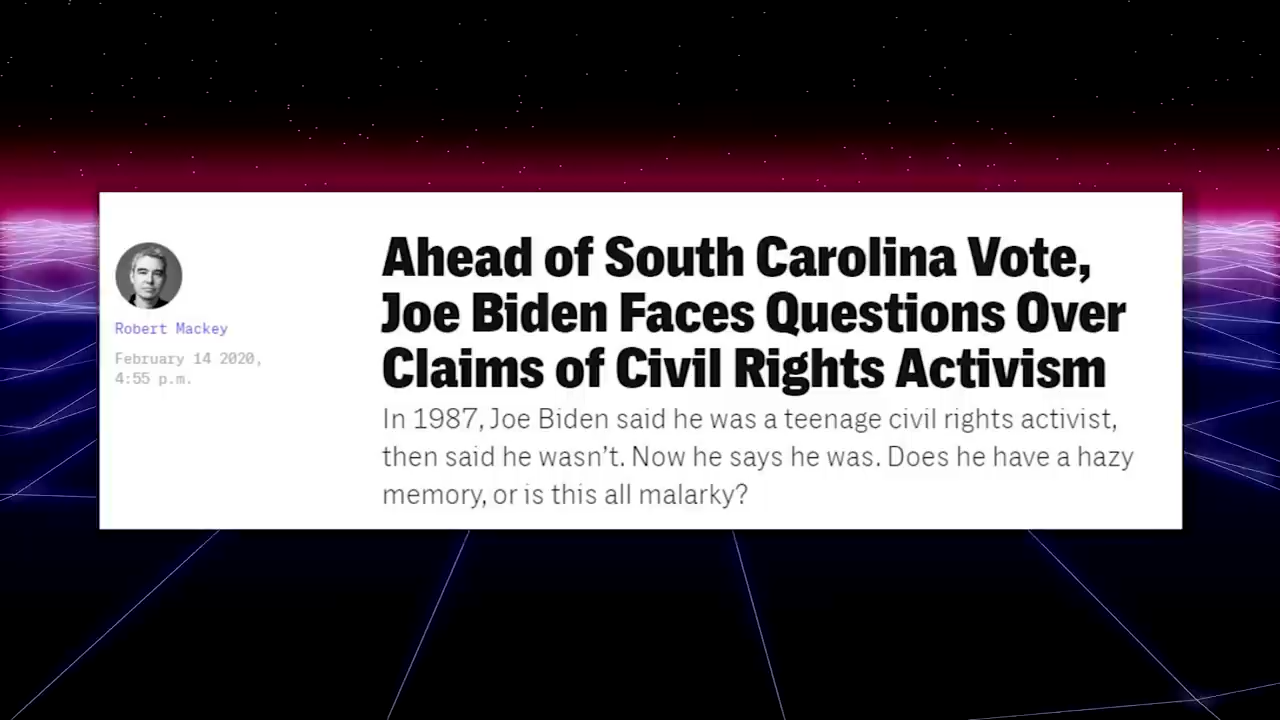 Ahead of South Carolina Vote,
Joe Biden Faces Questions Over
Claims of Civil Rights Activism
In 1987, Joe Biden said he was a teenage civil rights activist,
then said he wasn’t. Now he says he was. Does he have a hazy
memory, or is this all malarky?
Robert Mackey
February 14 2020,
4:55 p.m.